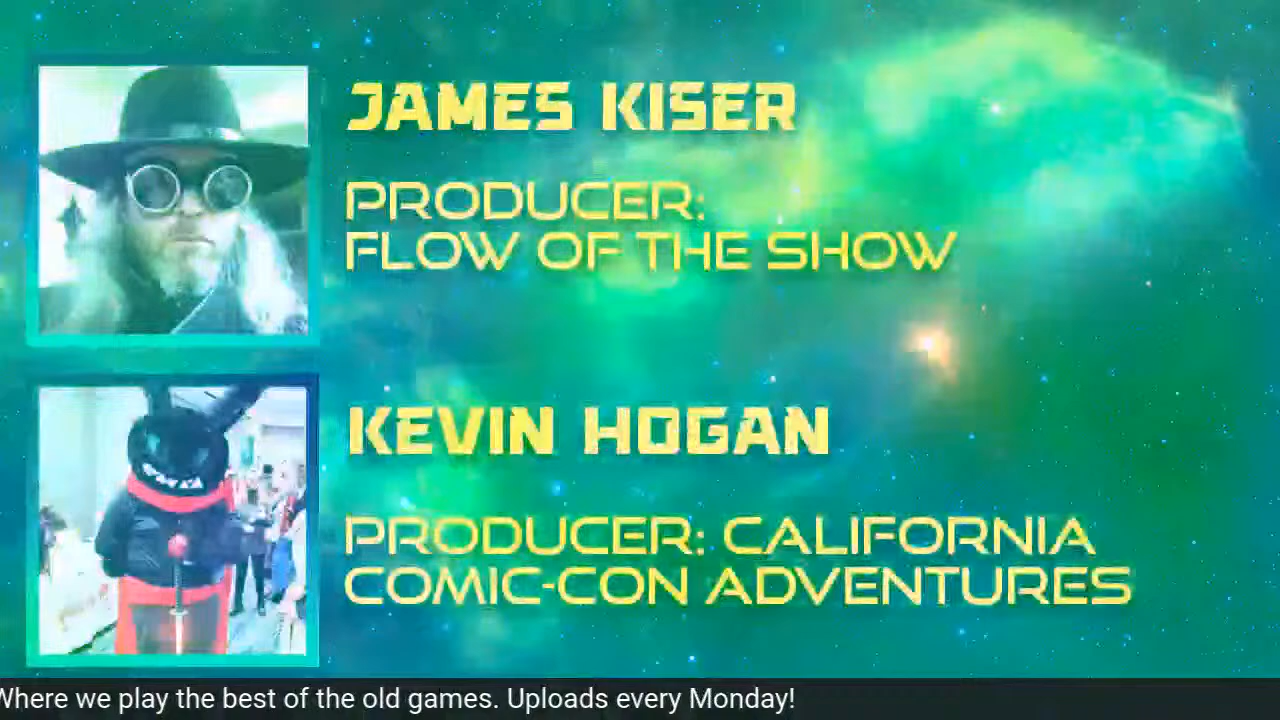 JAMES KISER
PRODUCER:
FLOW OF THE SHOW
KEVIN HOGAN
PRODUCER: CALIFORNIA
COMIC-CON ADVENTURES
Where we play the best of the old games. Uploads every Monday!